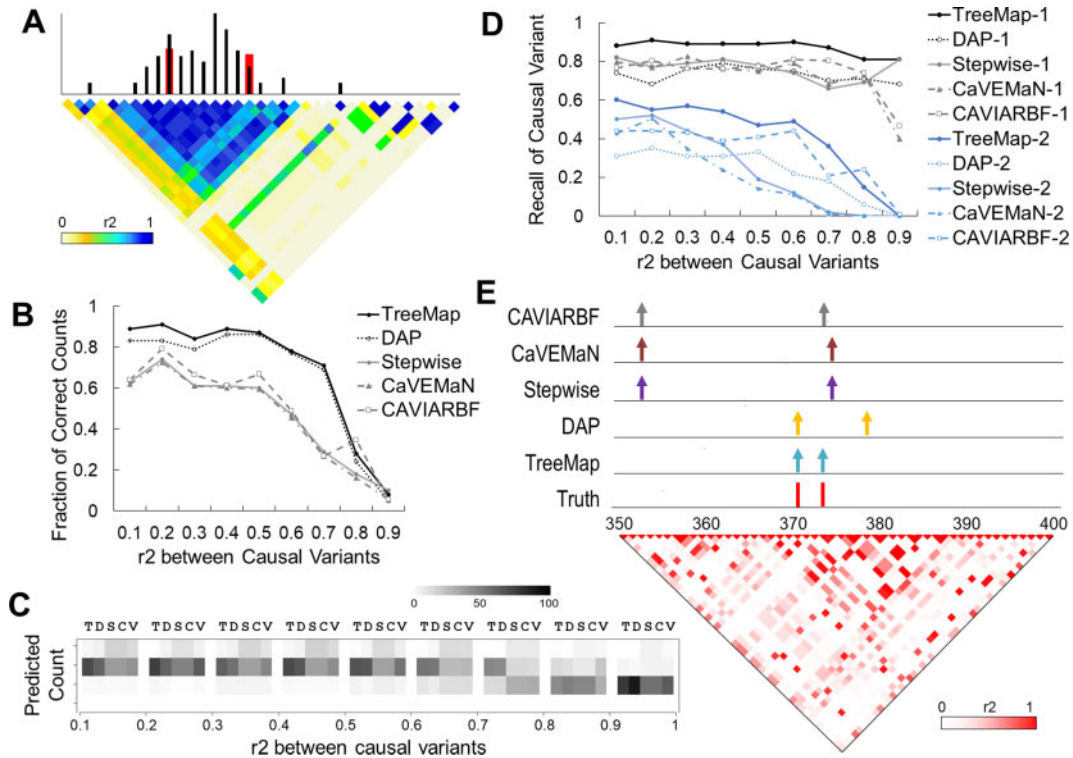 A
0 r2 1
B
Fraction of Correct Counts
1
0.8
0.6
0.4
0.2
0
0.1 0.2 0.3 0.4 0.5 0.6 0.7 0.8 0.9
r2 between Causal Variants
TreeMap
DAP
Stepwise
CaVEMaN
CAVIARBF
C
0 50 100
TDSCV TDSCV TDSCV TDSCV TDSCV TDSCV TDSCV TDSCV TDSCV
Predicted
Count
0.1 0.2 0.3 0.4 0.5 0.6 0.7 0.8 0.9 1
r2 between causal variants
D
Recall of Causal Variant
1
0.8
0.6
0.4
0.2
0
0.1 0.2 0.3 0.4 0.5 0.6 0.7 0.8 0.9
r2 between Causal Variants
TreeMap-1
DAP-1
Stepwise-1
CaVEMaN-1
CAVIARBF-1
TreeMap-2
DAP-2
Stepwise-2
CaVEMaN-2
CAVIARBF-2
E
CAVIARBF
CaVEMaN
Stepwise
DAP
TreeMap
Truth
350 360 370 380 390 400
0 r2 1